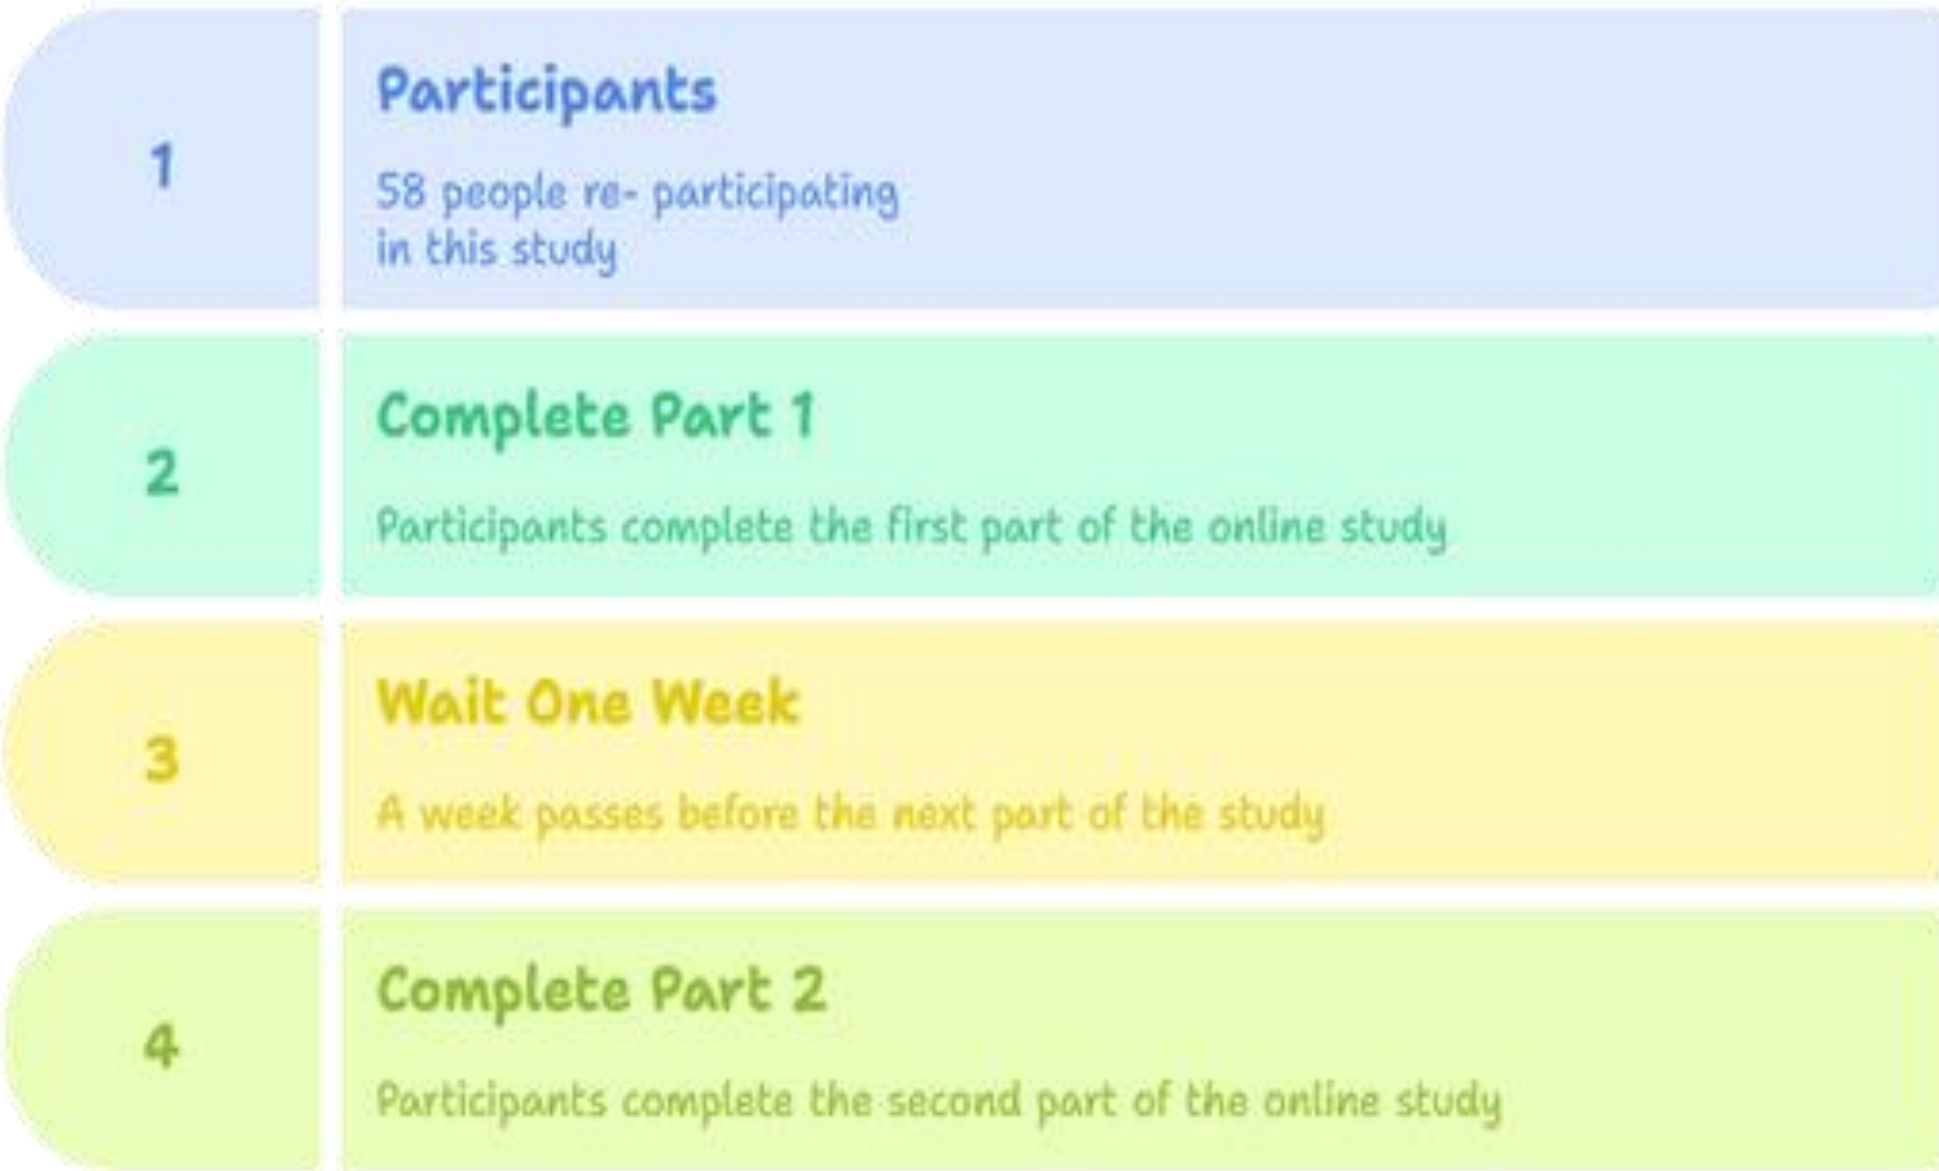 1
Participants
58 people re- participating
in this study
2
Complete Part 1
Participants complete the first part of the online study
3
Wait One Week
A week passes before the next part of the study
4
Complete Part 2
Participants complete the second part of the online study